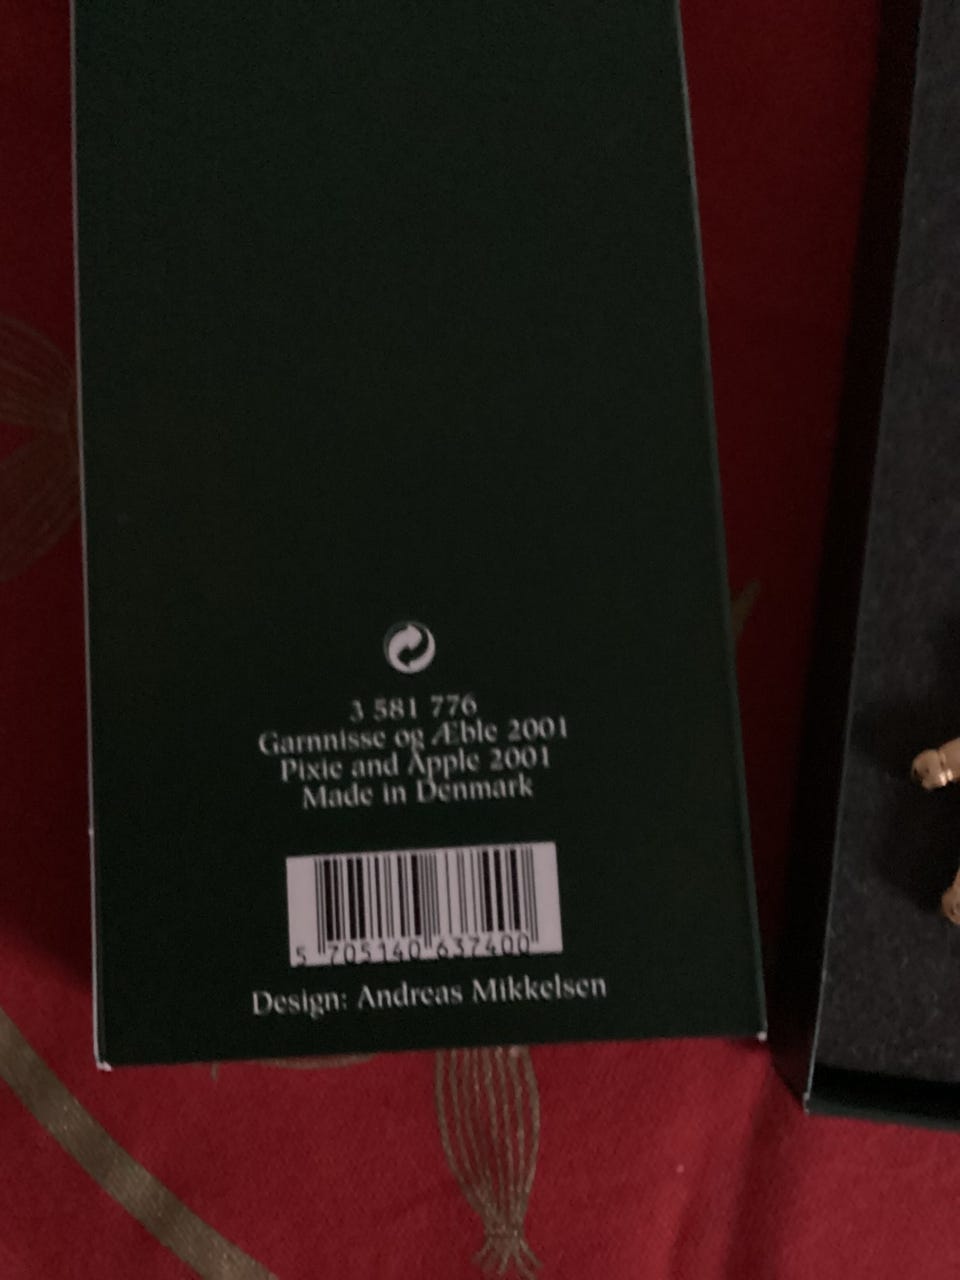 3 581 776
Garnnisse og Æble 2001
Pixie and Apple 2001
Made in Denmark
5 705140 637400
Design: Andreas Mikkelsen